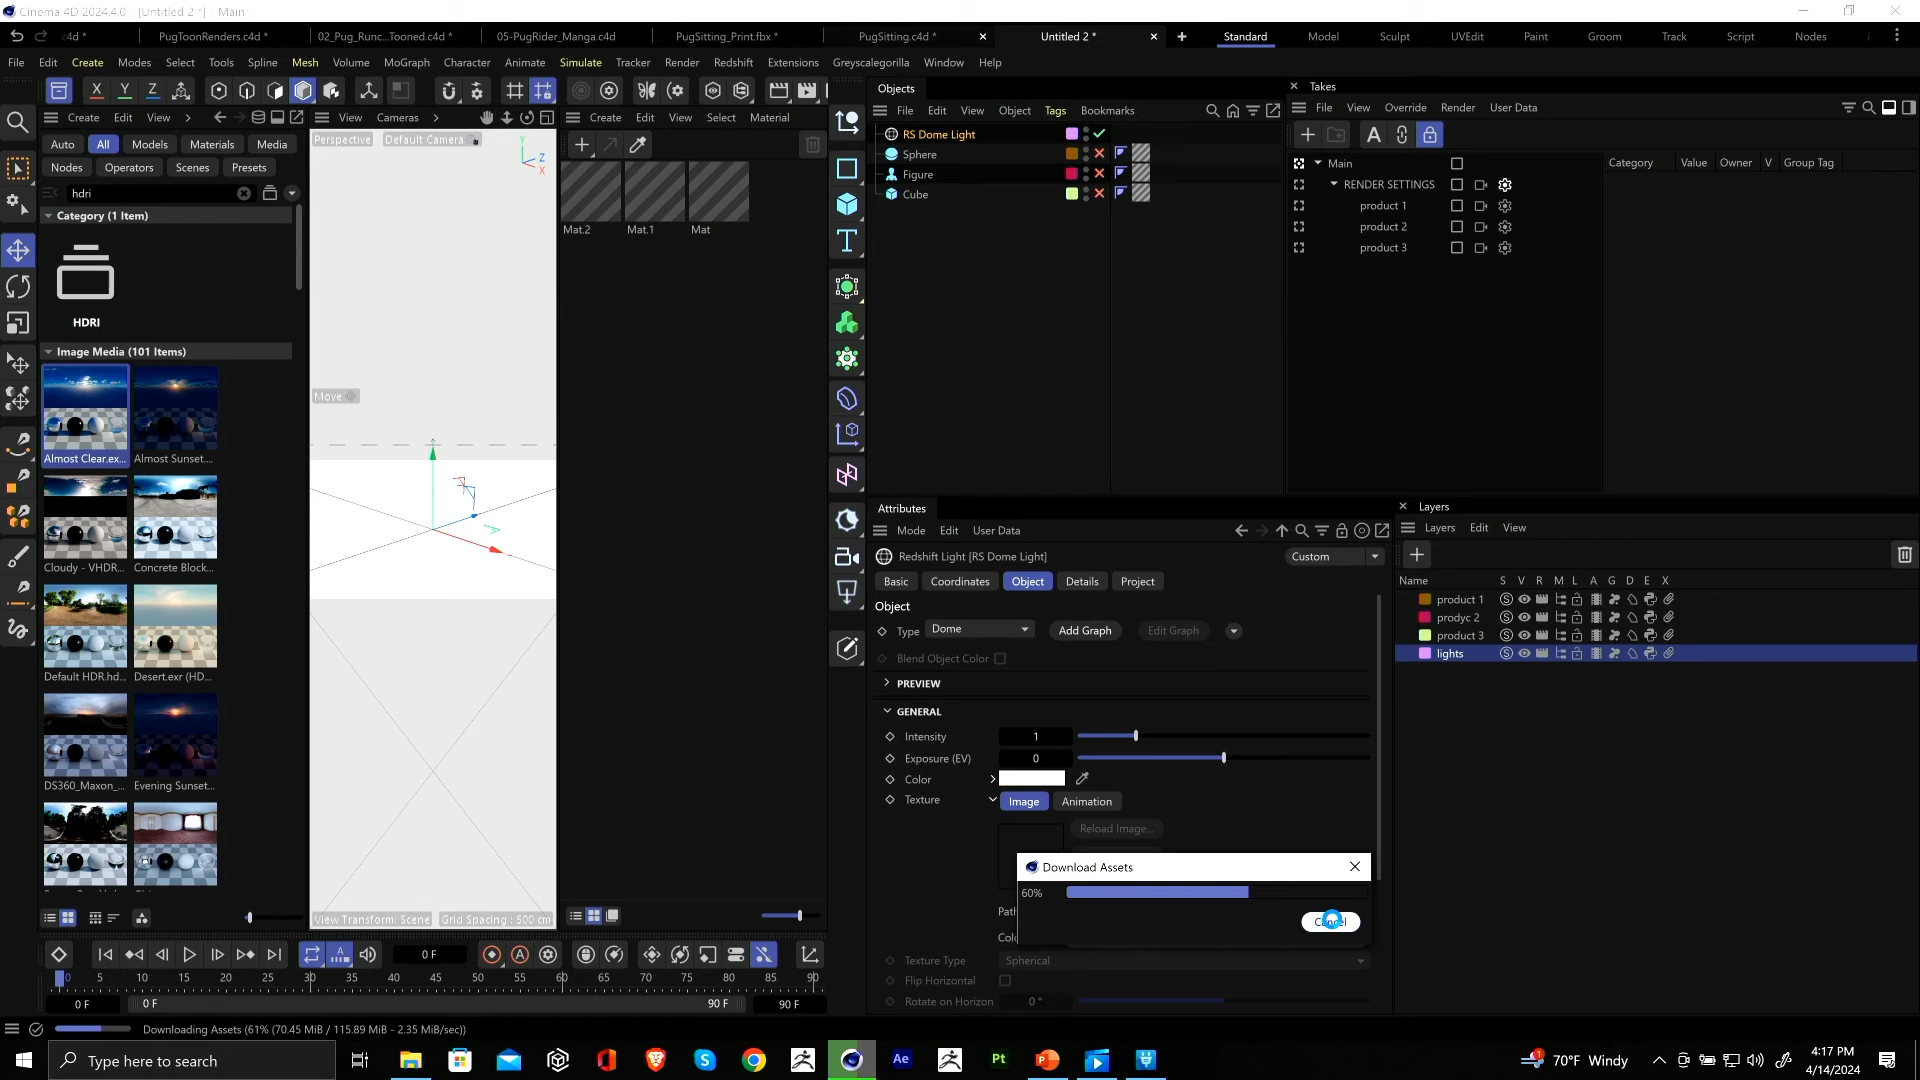 Cinema 4D 2024.4.0 - [Untitled 2 *] - Main
c4d *
PugToonRenders.c4d *
02_Pug_Runc...Tooned.c4d *
05-PugRider_Manga.c4d
PugSitting_Print.fbx *
PugSitting.c4d *
Untitled 2 *
Standard
Model
Sculpt
UVEdit
Paint
Groom
Track
Script
Nodes
File Edit Create Modes Select Tools Spline Mesh Volume MoGraph Character Animate Simulate Tracker Render Redshift Extensions Greyscalegorilla Window Help
X Y Z
Create Edit View
Auto All Models Materials Media
Nodes Operators Scenes Presets
hdri
Category (1 Item)
HDRI
Image Media (101 Items)
Almost Clear.ex...
Almost Sunset....
Cloudy - VHDR...
Concrete Block...
Default HDR.hd...
Desert.exr (HD...
DS360_Maxon_...
Evening Sunset...
View Cameras
Perspective
Default Camera
Y
Z
X
Move
View Transform: Scene
Grid Spacing : 500 cm
Create Edit View Select Material
Mat.2
Mat.1
Mat
Objects
File Edit View Object Tags Bookmarks
RS Dome Light
Sphere
Figure
Cube
Takes
File View Override Render User Data
A
Main
RENDER SETTINGS
product 1
product 2
product 3
Category Value Owner V Group Tag
Attributes
Mode Edit User Data
Redshift Light [RS Dome Light]
Custom
Basic Coordinates Object Details Project
Object
Type Dome Add Graph Edit Graph
Blend Object Color
PREVIEW
GENERAL
Intensity 1
Exposure (EV) 0
Color
Texture Image Animation
Reload Image...
Download Assets
60%
Cancel
Path
Texture Type Spherical
Flip Horizontal
Rotate on Horizon 0 °
Layers
Layers Edit View
Name S V R M L A G D E X
product 1
prodyc 2
product 3
lights
0 F
0 5 10 15 20 25 30 35 40 45 50 55 60 65 70 75 80 85 90
0 F
0 F
90 F
90 F
Downloading Assets (61% (70.45 MiB / 115.89 MiB - 2.35 MiB/sec))
Type here to search
Ae
Pt
1
70°F Windy
4:17 PM
4/14/2024